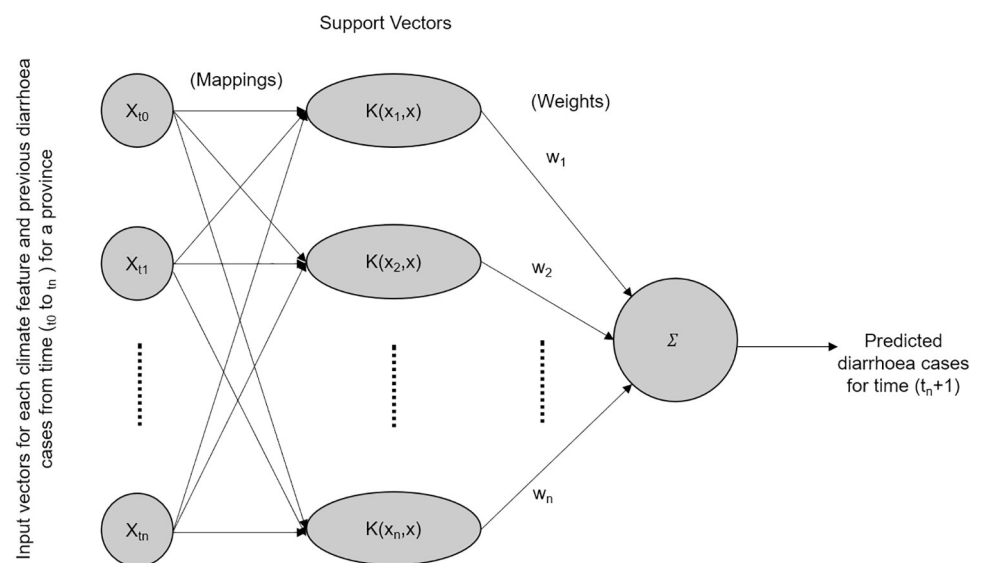 Support Vectors
Input vectors for each climate feature and previous diarrhoea
cases from time (t0 to tn ) for a province
(Mappings)
(Weights)
Xt0
K(x1,x)
w1
Xt1
K(x2,x)
w2
Σ
Predicted
diarrhoea cases
for time (tn+1)
Xtn
K(xn,x)
wn